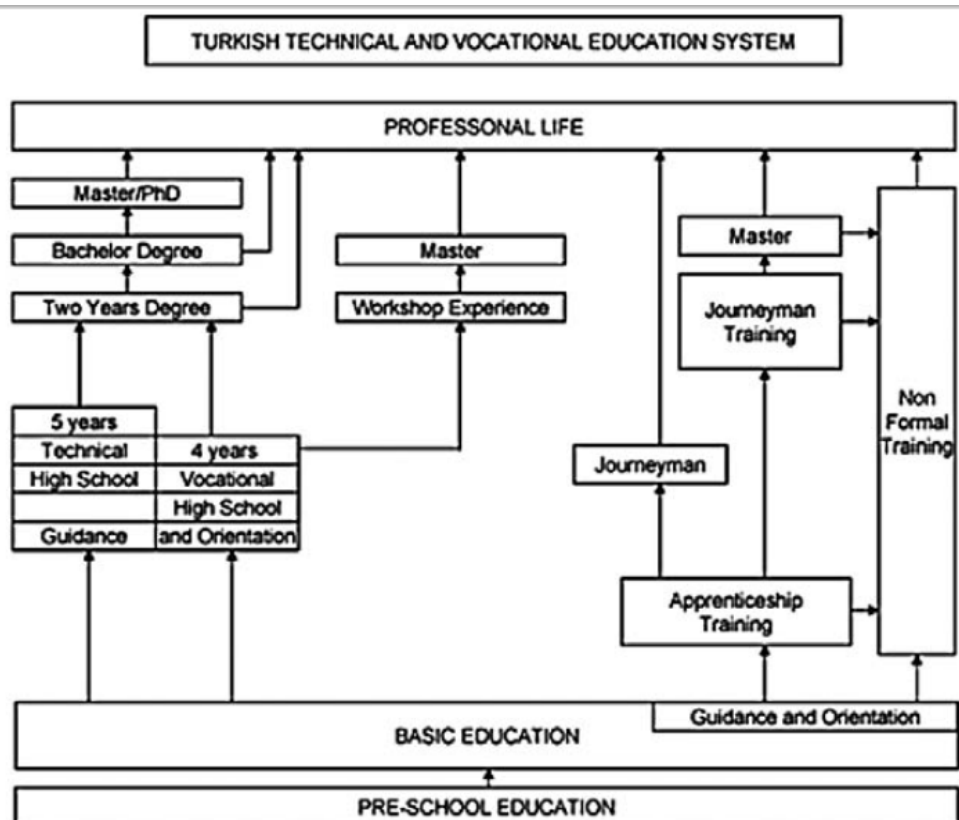 TURKISH TECHNICAL AND VOCATIONAL EDUCATION SYSTEM
PROFESSONAL LIFE
Master/PhD
Bachelor Degree
Two Years Degree
Master
Workshop Experience
Master
Journeyman
Training
Non
Formal
Training
5 years
Technical
High School
Guidance
4 years
Vocational
High School
and Orientation
Journeyman
Apprenticeship
Training
Guidance and Orientation
BASIC EDUCATION
PRE-SCHOOL EDUCATION